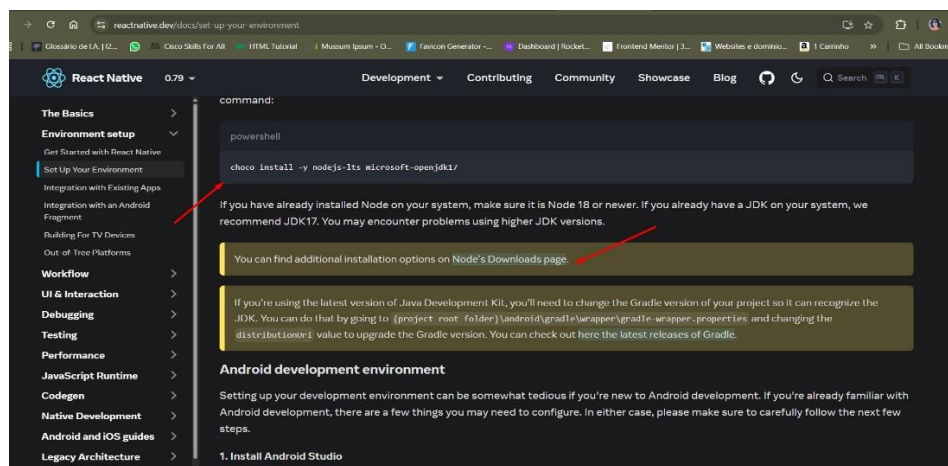 reactnative.dev/docs/set-up-your-environment
Glossário de I.A. | IZ...
Cisco Skills For All
HTML Tutorial
Mussum Ipsum - O...
Favicon Generator -...
Dashboard | Rocket...
Frontend Mentor | 3...
Websites e domínio...
1 Carrinho
»
All Bookm
React Native
0.79
Development
Contributing
Community
Showcase
Blog
Search
K
The Basics
Environment setup
Get Started with React Native
Set Up Your Environment
Integration with Existing Apps
Integration with an Android
Fragment
Building For TV Devices
Out-of-Tree Platforms
Workflow
UI & Interaction
Debugging
Testing
Performance
JavaScript Runtime
Codegen
Native Development
Android and iOS guides
Legacy Architecture
command:
powershell
choco install -y nodejs-lts microsoft-openjdk17
If you have already installed Node on your system, make sure it is Node 18 or newer. If you already have a JDK on your system, we
recommend JDK17. You may encounter problems using higher JDK versions.
You can find additional installation options on Node's Downloads page.
If you're using the latest version of Java Development Kit, you'll need to change the Gradle version of your project so it can recognize the
JDK. You can do that by going to {project root folder}\android\gradle\wrapper\gradle-wrapper.properties and changing the
distributionUrl value to upgrade the Gradle version. You can check out here the latest releases of Gradle.
Android development environment
Setting up your development environment can be somewhat tedious if you're new to Android development. If you're already familiar with
Android development, there are a few things you may need to configure. In either case, please make sure to carefully follow the next few
steps.
1. Install Android Studio